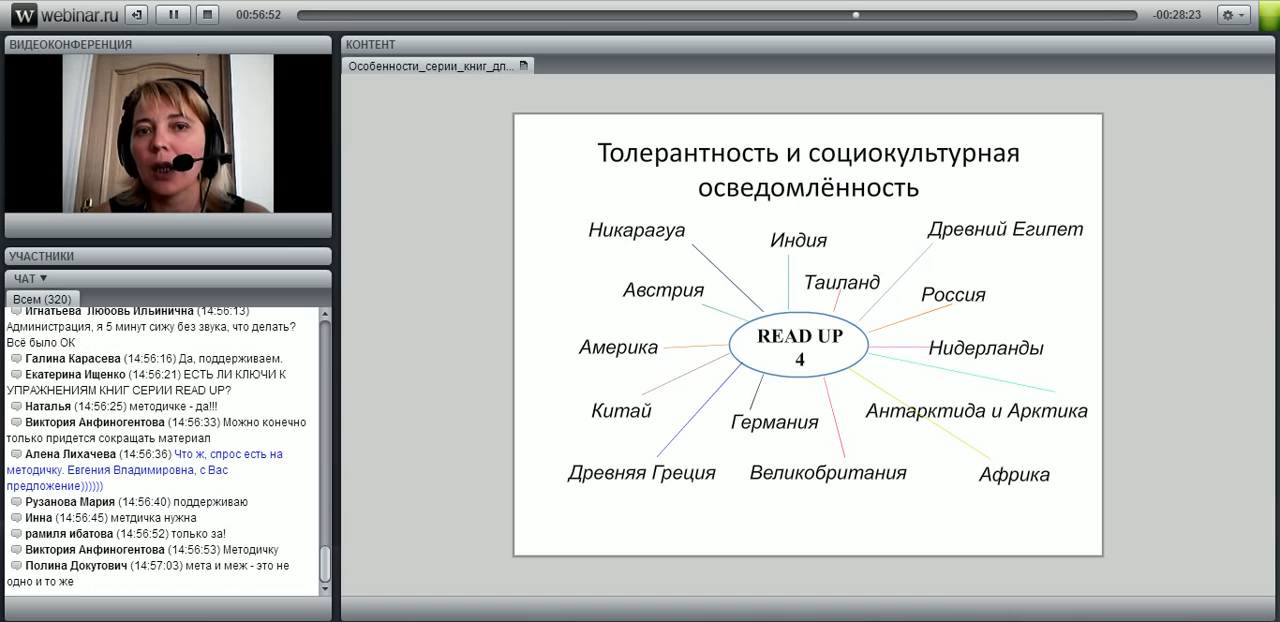 W webinar.ru
00:56:52
-00:28:23
ВИДЕОКОНФЕРЕНЦИЯ
УЧАСТНИКИ
ЧАТ ▼
Всем (320)
Игнатьева Любовь Ильинична (14:56:13)
Администрация, я 5 минут сижу без звука, что делать?
Всё было ОК
Галина Карасева (14:56:16) Да, поддерживаем.
Екатерина Ищенко (14:56:21) ЕСТЬ ЛИ КЛЮЧИ К
УПРАЖНЕНИЯМ КНИГ СЕРИИ READ UP?
Наталья (14:56:25) методичке - да!!!
Виктория Анфиногентова (14:56:33) Можно конечно
только придется сокращать материал
Алена Лихачева (14:56:36) Что ж, спрос есть на
методичку. Евгения Владимировна, с Вас
предложение))))))
Рузанова Мария (14:56:40) поддерживаю
Инна (14:56:45) метдичка нужна
рамиля ибатова (14:56:52) только за!
Виктория Анфиногентова (14:56:53) Методичку
Полина Докутович (14:57:03) мета и меж - это не
одно и то же
КОНТЕНТ
Особенности_серии_книг_дл...
Толерантность и социокультурная
осведомлённость
Никарагуа
Индия
Древний Египет
Австрия
Таиланд
Россия
READ UP
4
Америка
Нидерланды
Китай
Германия
Антарктида и Арктика
Древняя Греция
Великобритания
Африка